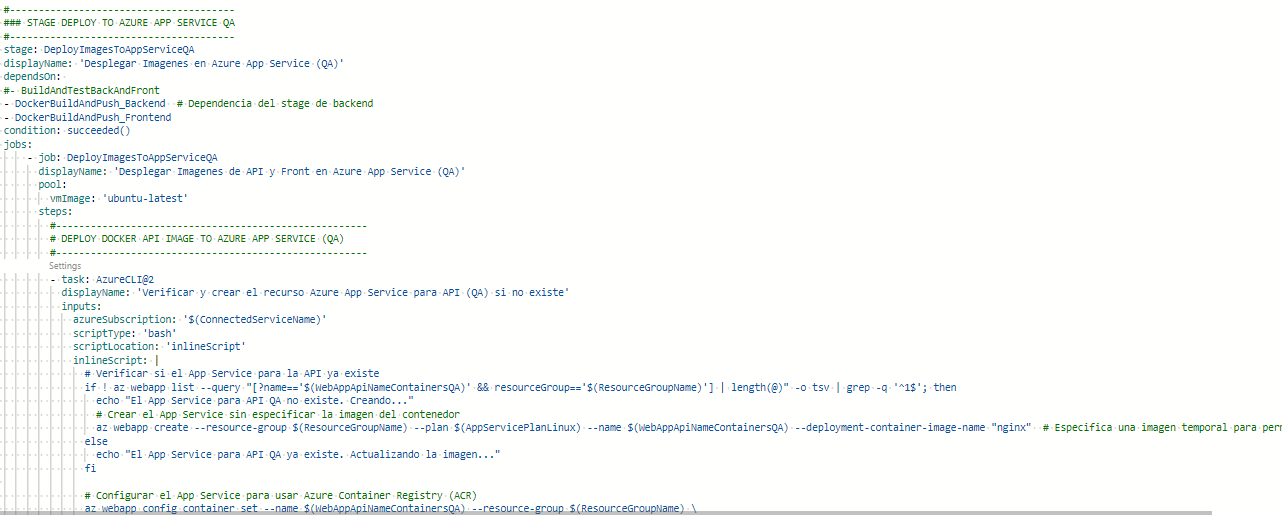 #---------------------------------------
### STAGE DEPLOY TO AZURE APP SERVICE QA
#---------------------------------------
stage: DeployImagesToAppServiceQA
displayName: 'Desplegar Imagenes en Azure App Service (QA)'
dependsOn:
#- BuildAndTestBackAndFront
- DockerBuildAndPush_Backend # Dependencia del stage de backend
- DockerBuildAndPush_Frontend
condition: succeeded()
jobs:
- job: DeployImagesToAppServiceQA
displayName: 'Desplegar Imagenes de API y Front en Azure App Service (QA)'
pool:
vmImage: 'ubuntu-latest'
steps:
#------------------------------------------------------
# DEPLOY DOCKER API IMAGE TO AZURE APP SERVICE (QA)
#------------------------------------------------------
Settings
- task: AzureCLI@2
displayName: 'Verificar y crear el recurso Azure App Service para API (QA) si no existe'
inputs:
azureSubscription: '$(ConnectedServiceName)'
scriptType: 'bash'
scriptLocation: 'inlineScript'
inlineScript: |
# Verificar si el App Service para la API ya existe
if ! az webapp list --query "[?name=='$(WebAppApiNameContainersQA)' && resourceGroup=='$(ResourceGroupName)'] | length(@)" -o tsv | grep -q '^1$'; then
echo "El App Service para API QA no existe. Creando..."
# Crear el App Service sin especificar la imagen del contenedor
az webapp create --resource-group $(ResourceGroupName) --plan $(AppServicePlanLinux) --name $(WebAppApiNameContainersQA) --deployment-container-image-name "nginx" # Especifica una imagen temporal para
else
echo "El App Service para API QA ya existe. Actualizando la imagen..."
fi
# Configurar el App Service para usar Azure Container Registry (ACR)
az webapp config container set --name $(WebAppApiNameContainersQA) --resource-group $(ResourceGroupName) \